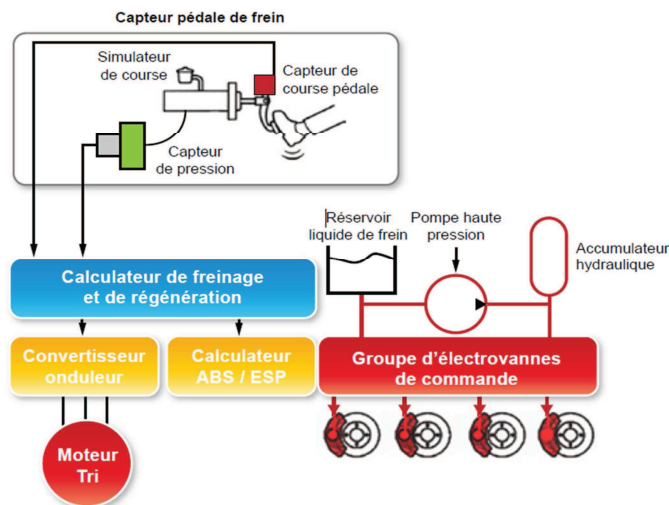 Capteur pédale de frein
Simulateur
de course
Capteur de
course pédale
Capteur
de pression
Réservoir
liquide de frein
Pompe haute
pression
Accumulateur
hydraulique
Calculateur de freinage
et de régénération
Convertisseur
onduleur
Calculateur
ABS / ESP
Groupe d'électrovannes
de commande
Moteur
Tri